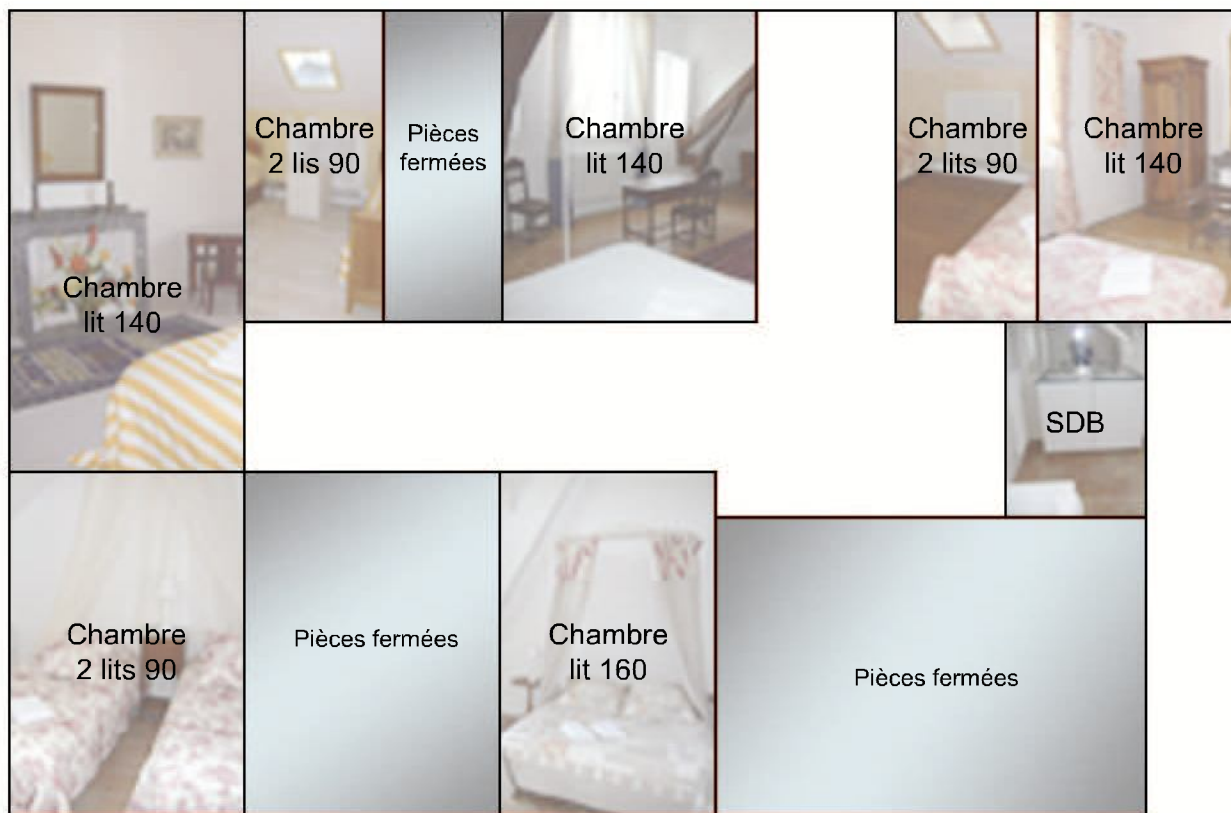 Chambre
2 lis 90
Pièces
fermées
Chambre
lit 140
Chambre
2 lits 90
Chambre
lit 140
Chambre
lit 140
SDB
Chambre
2 lits 90
Pièces fermées
Chambre
lit 160
Pièces fermées